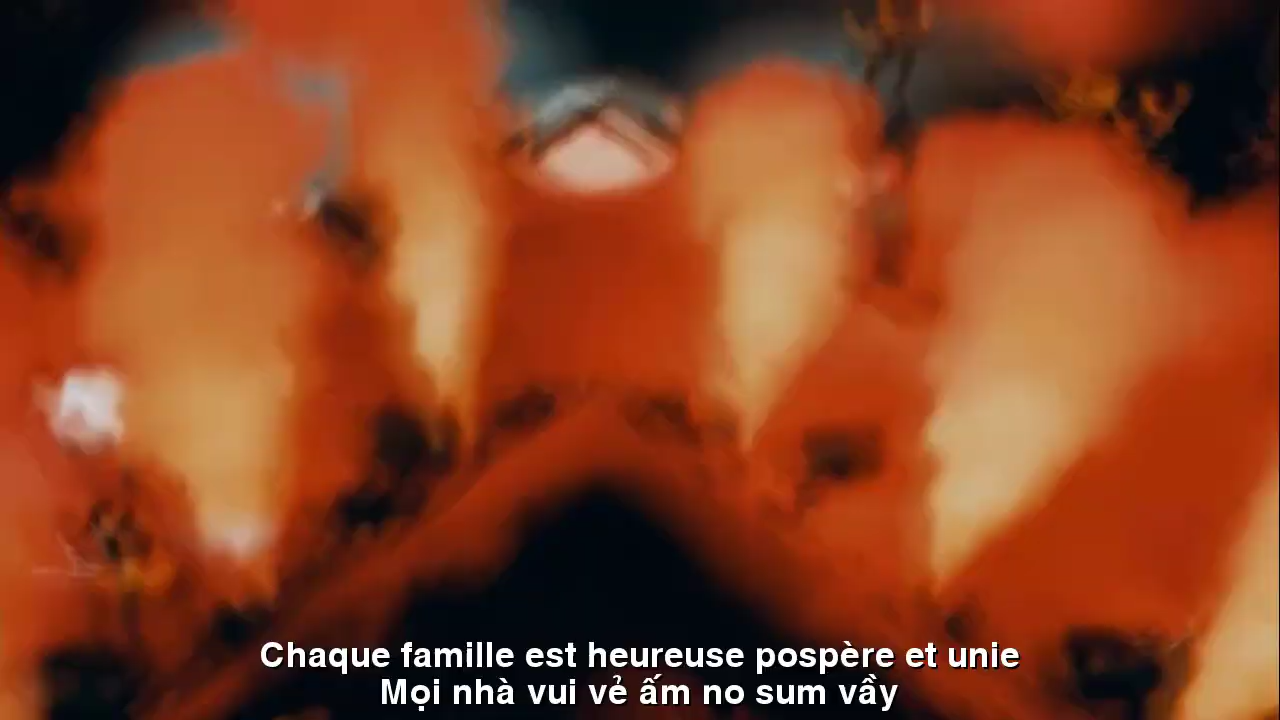 Chaque famille est heureuse pospère et unie
Mọi nhà vui vẻ ấm no sum vầy